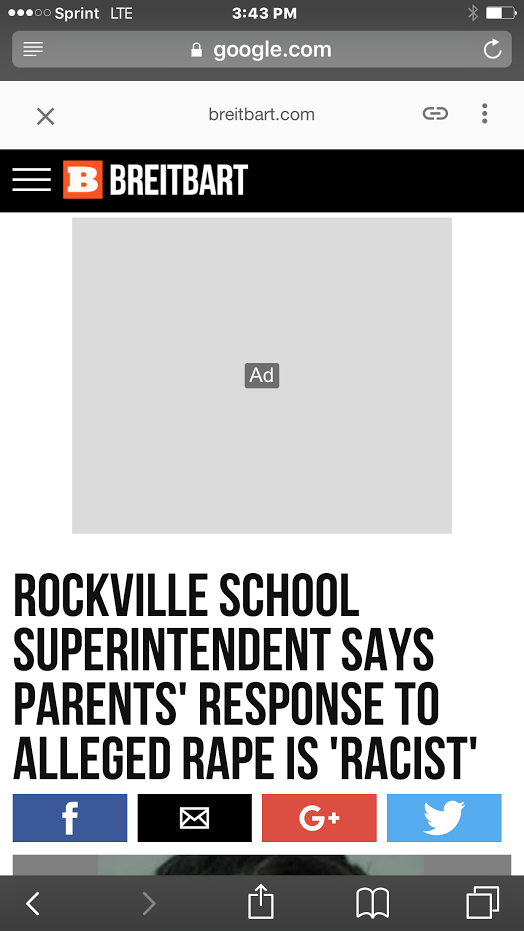 Sprint LTE 3:43 PM
google.com
breitbart.com
B BREITBART
Ad
ROCKVILLE SCHOOL
SUPERINTENDENT SAYS
PARENTS' RESPONSE TO
ALLEGED RAPE IS 'RACIST'
f G+